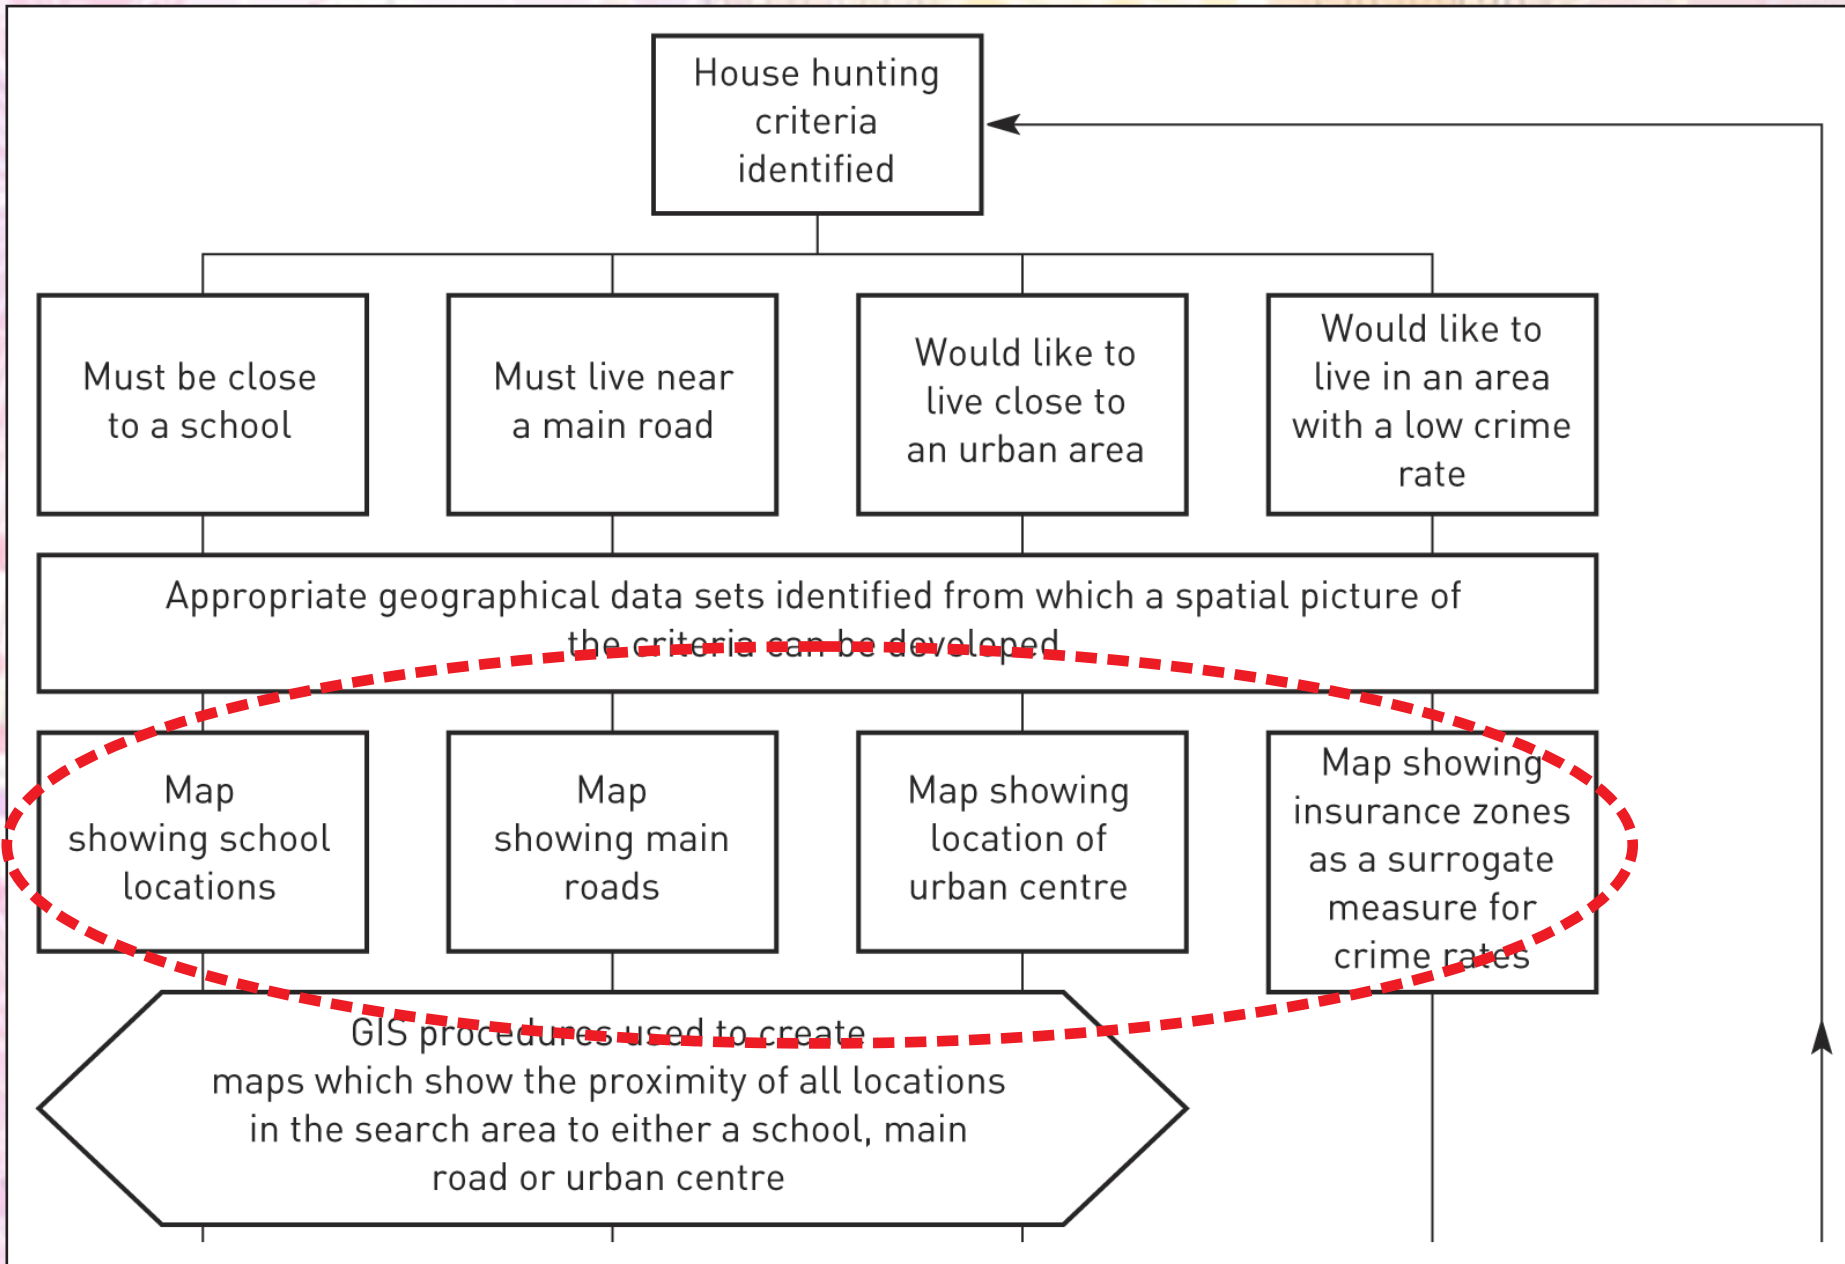 House hunting
criteria
identified
Must be close
to a school
Must live near
a main road
Would like to
live close to
an urban area
Would like to
live in an area
with a low crime
rate
Appropriate geographical data sets identified from which a spatial picture of
the criteria can be developed
Map
showing school
locations
Map
showing main
roads
Map showing
location of
urban centre
Map showing
insurance zones
as a surrogate
measure for
crime rates
GIS procedures used to create
maps which show the proximity of all locations
in the search area to either a school, main
road or urban centre